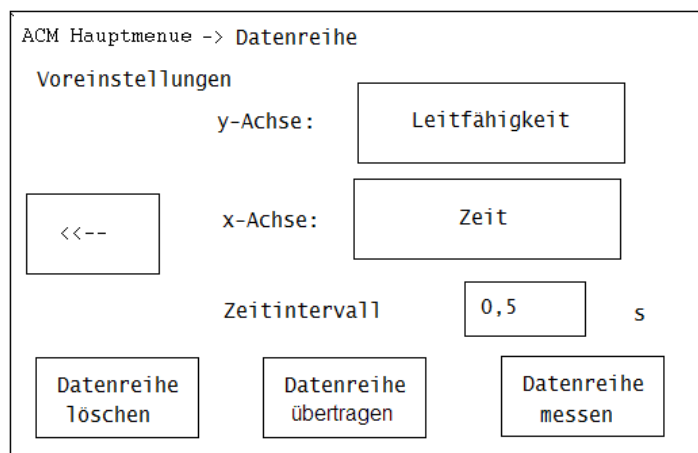 ACM Hauptmenue -> Datenreihe
Voreinstellungen
y-Achse: Leitfähigkeit
<<--
x-Achse: Zeit
Zeitintervall 0,5 s
Datenreihe
löschen
Datenreihe
übertragen
Datenreihe
messen